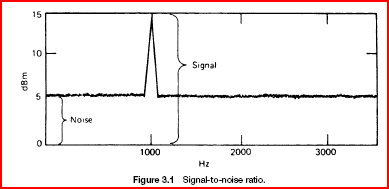 15
10
5
0
dBm
Signal
Noise
1000
2000
3000
Hz
Figure 3.1 Signal-to-noise ratio.